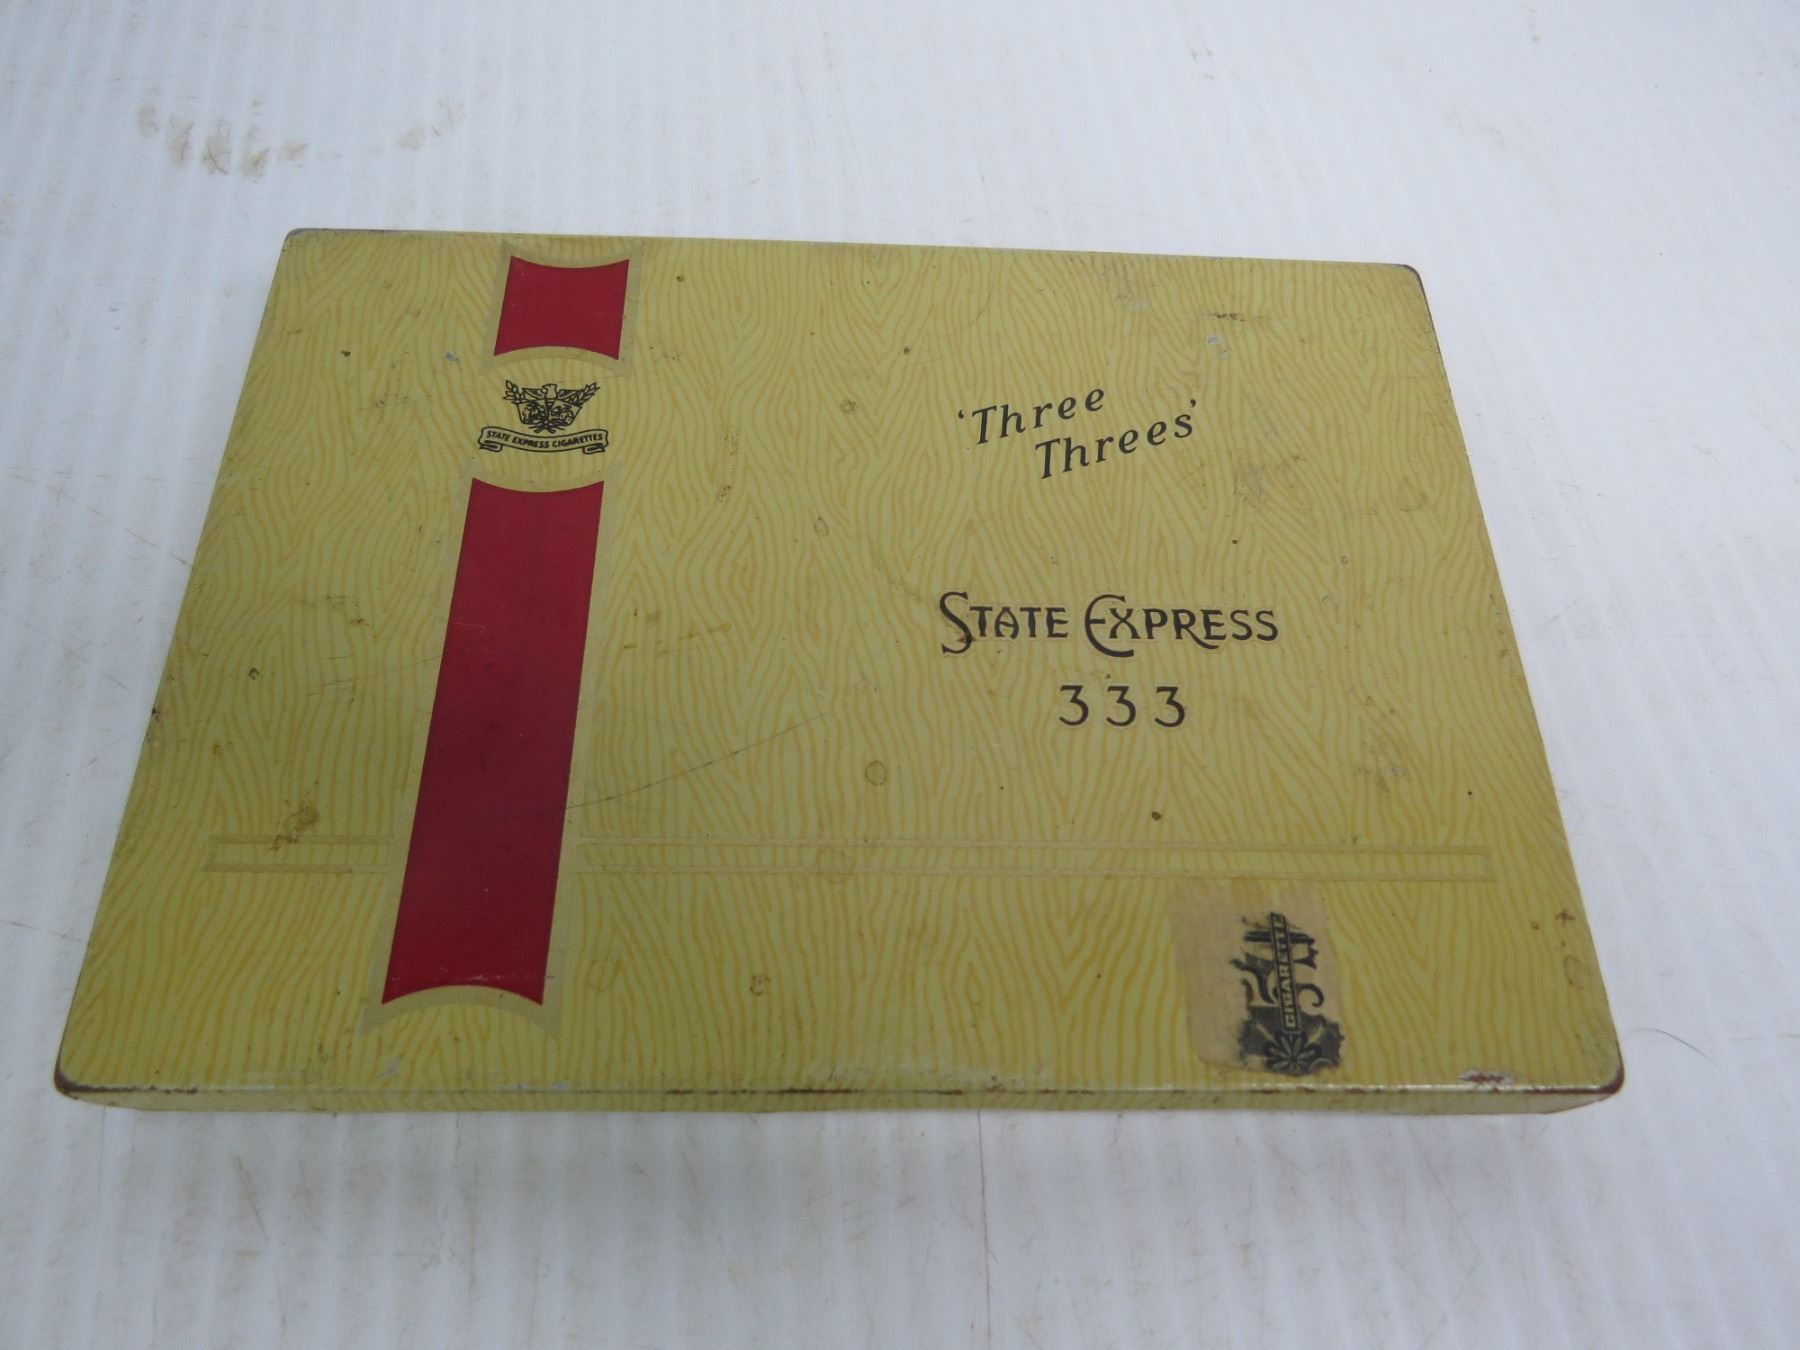 STATE EXPRESS CIGARETTES
'Three
Threes'
STATE EXPRESS
333
CIGARETTE